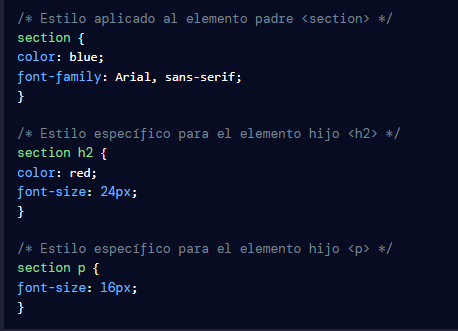 /* Estilo aplicado al elemento padre <section> */
section {
color: blue;
font-family: Arial, sans-serif;
}
/* Estilo específico para el elemento hijo <h2> */
section h2 {
color: red;
font-size: 24px;
}
/* Estilo específico para el elemento hijo <p> */
section p {
font-size: 16px;
}